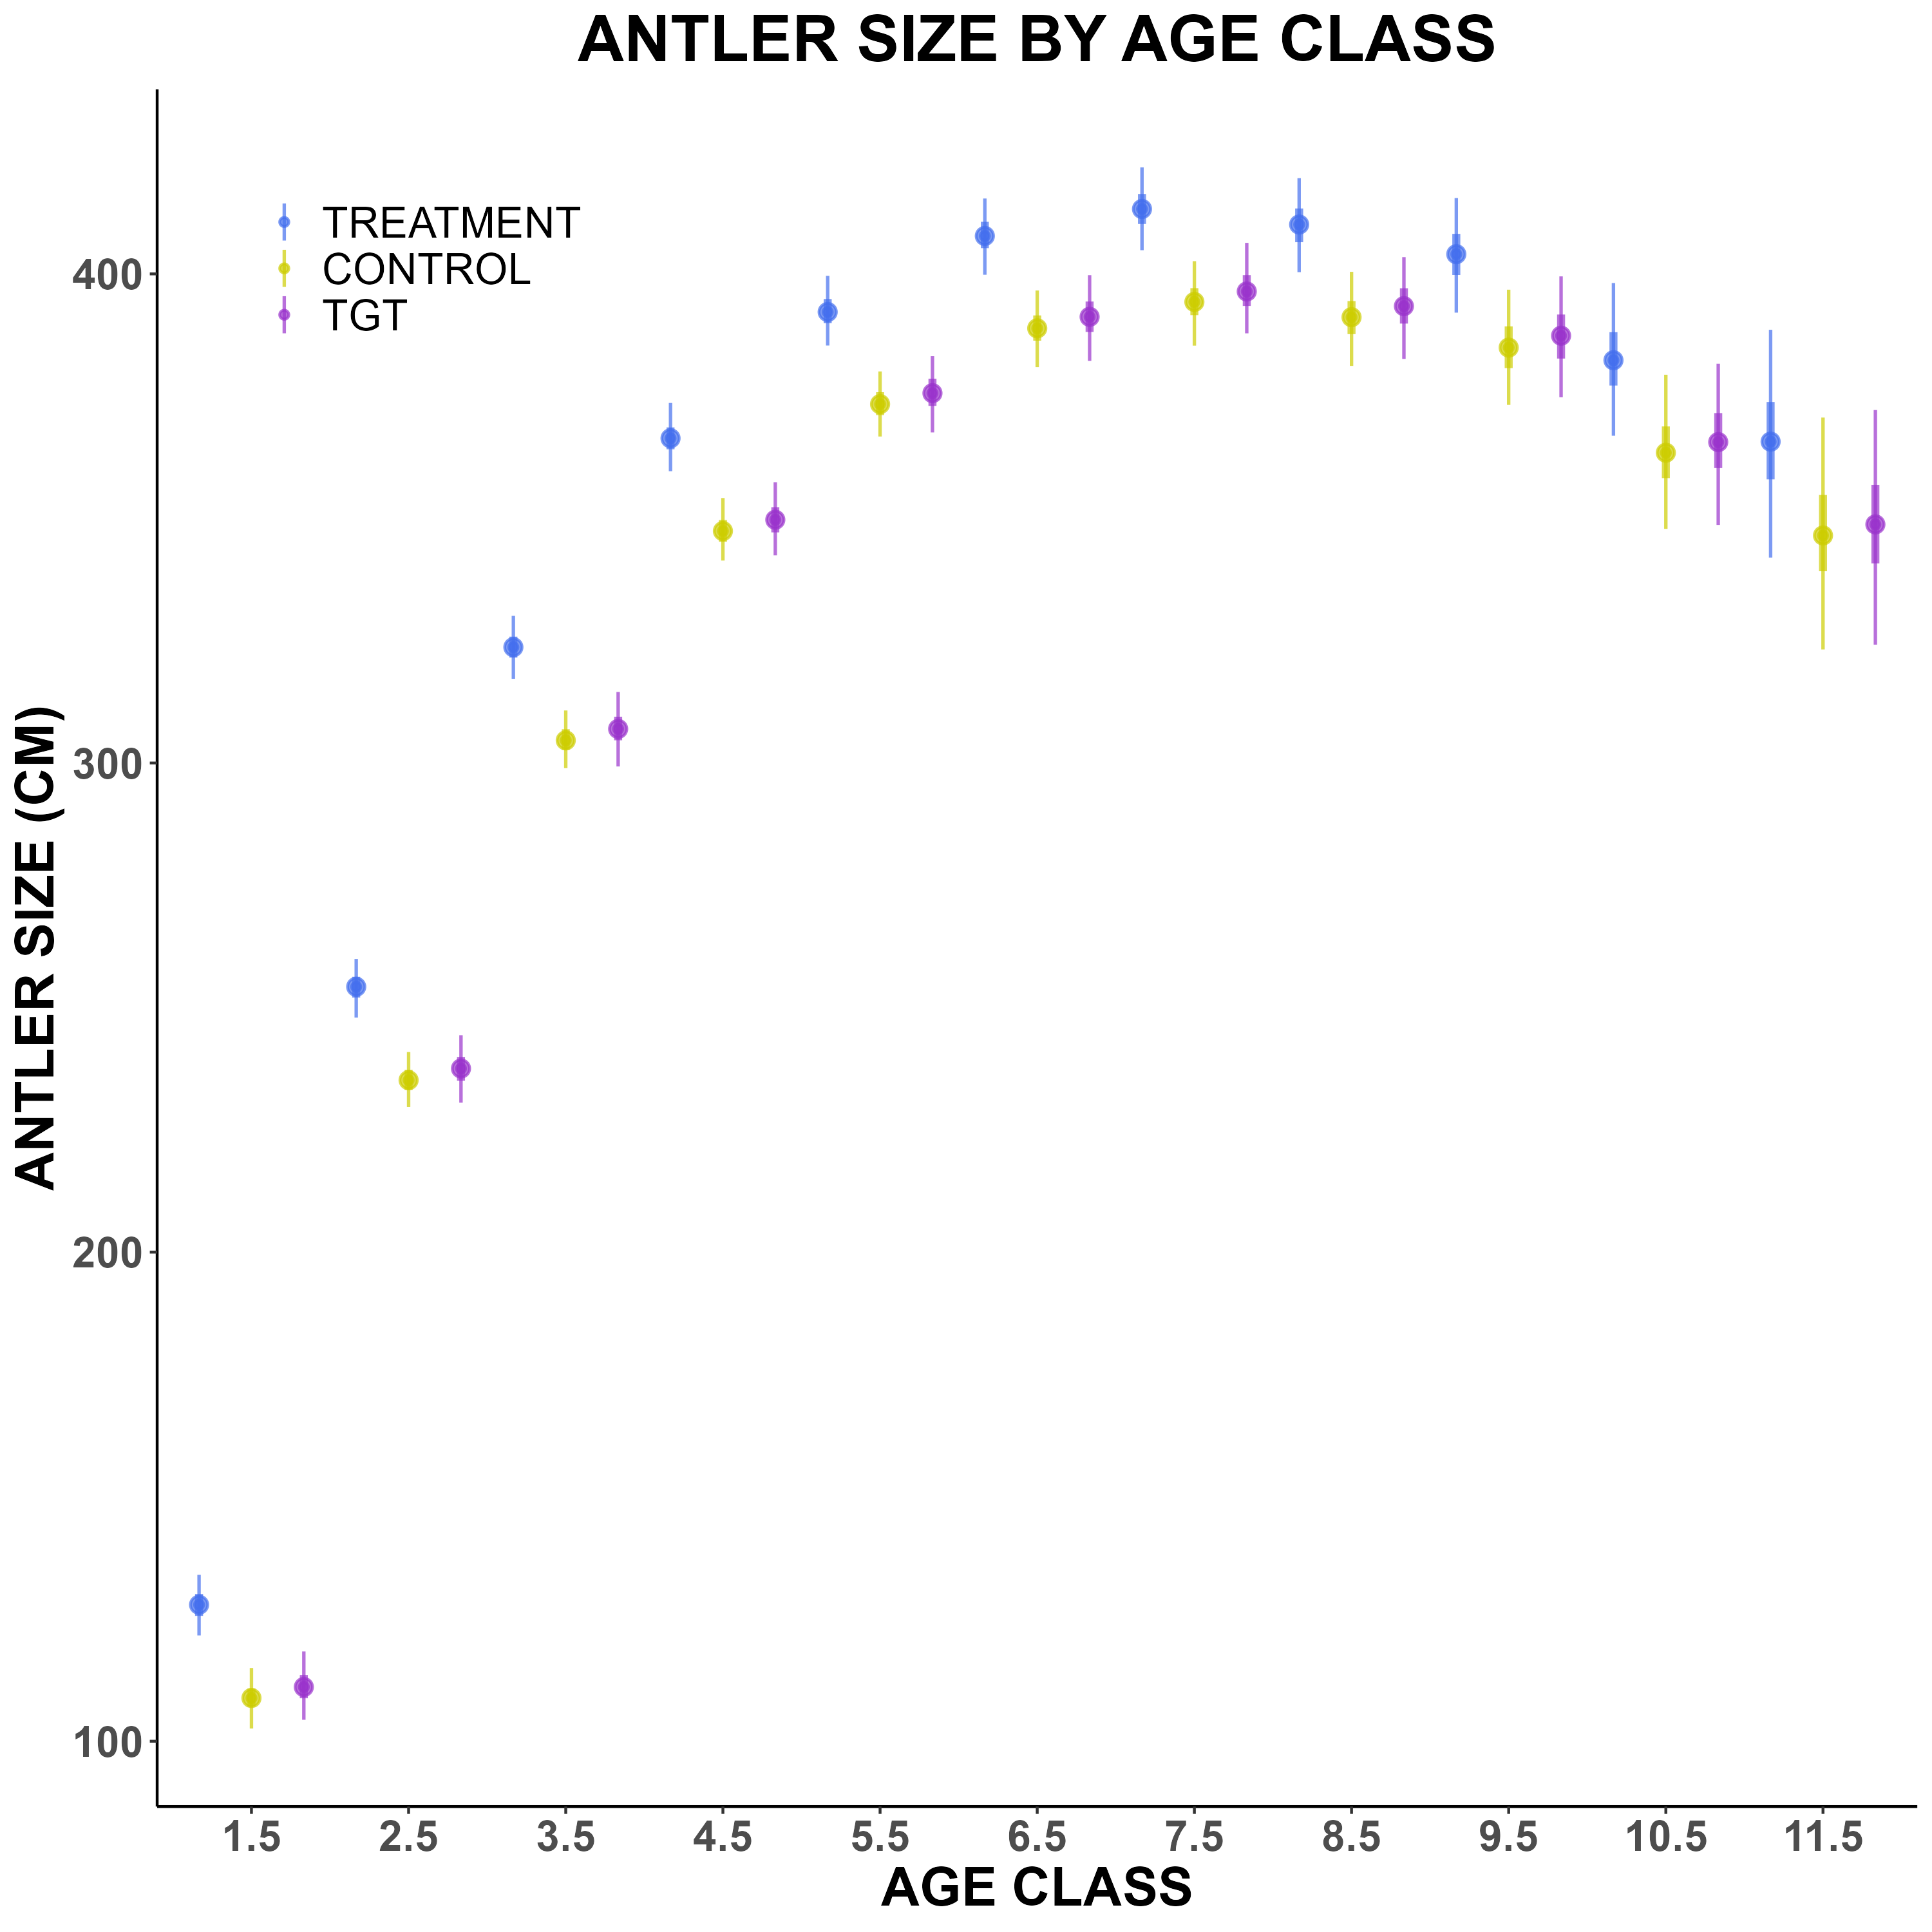 ANTLER SIZE BY AGE CLASS
TREATMENT
CONTROL
TGT
ANTLER SIZE (CM)
400
300
200
100
1.5 2.5 3.5 4.5 5.5 6.5 7.5 8.5 9.5 10.5 11.5
AGE CLASS